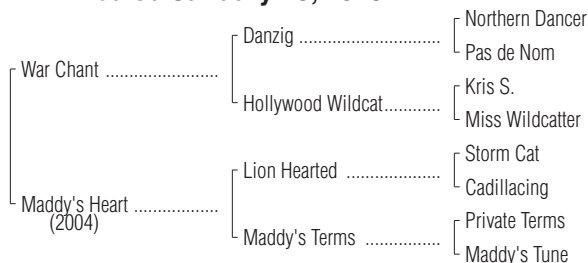 Northern Dancer
Danzig ..............................
Pas de Nom
War Chant ........................
Kris S.
Hollywood Wildcat............
Miss Wildcatter
Storm Cat
Lion Hearted ....................
Cadillacing
Maddy's Heart ..................
(2004)
Private Terms
Maddy's Terms ................
Maddy's Tune